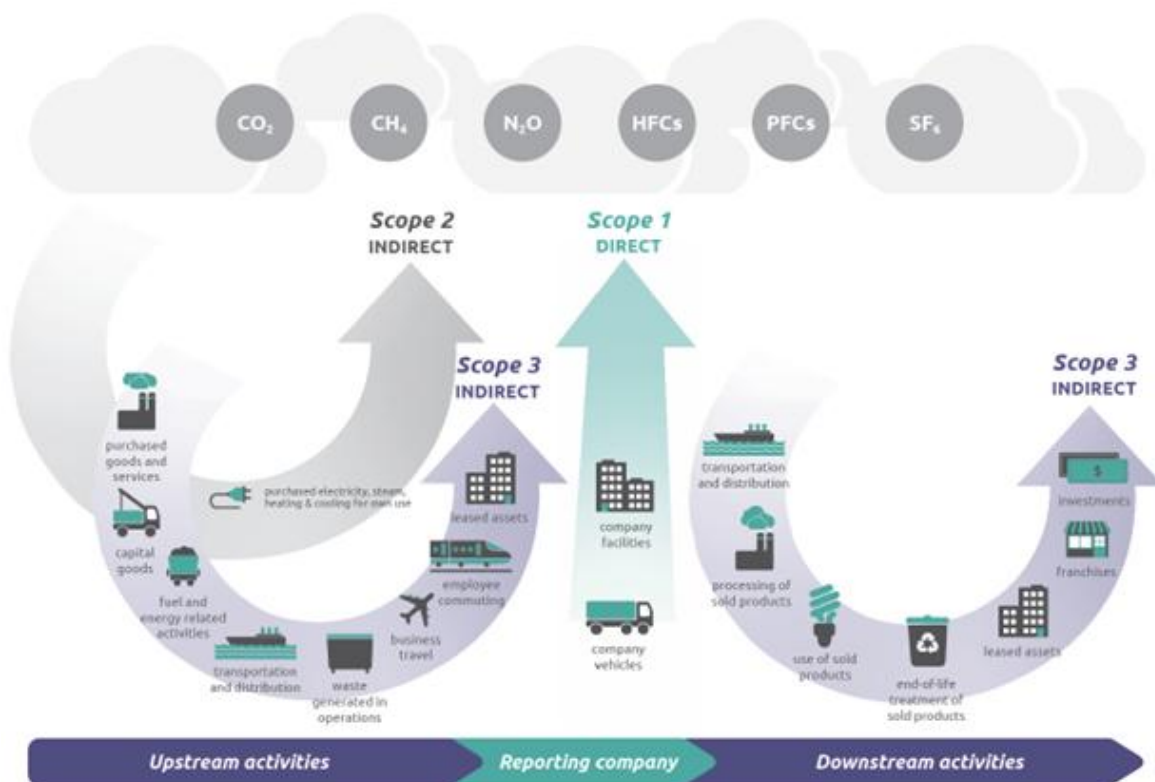 CO₂
CH₄
N₂O
HFCs
PFCs
SF₆
Scope 2
INDIRECT
Scope 1
DIRECT
Scope 3
INDIRECT
Scope 3
INDIRECT
purchased
goods and
services
capital
goods
fuel and
energy related
activities
transportation
and distribution
waste
generated in
operations
business
travel
employee
commuting
leased assets
purchased electricity, steam,
heating & cooling for own use
company
facilities
company
vehicles
transportation
and distribution
processing of
sold products
use of sold
products
end-of-life
treatment of
sold products
leased assets
franchises
$
investments
Upstream activities
Reporting company
Downstream activities